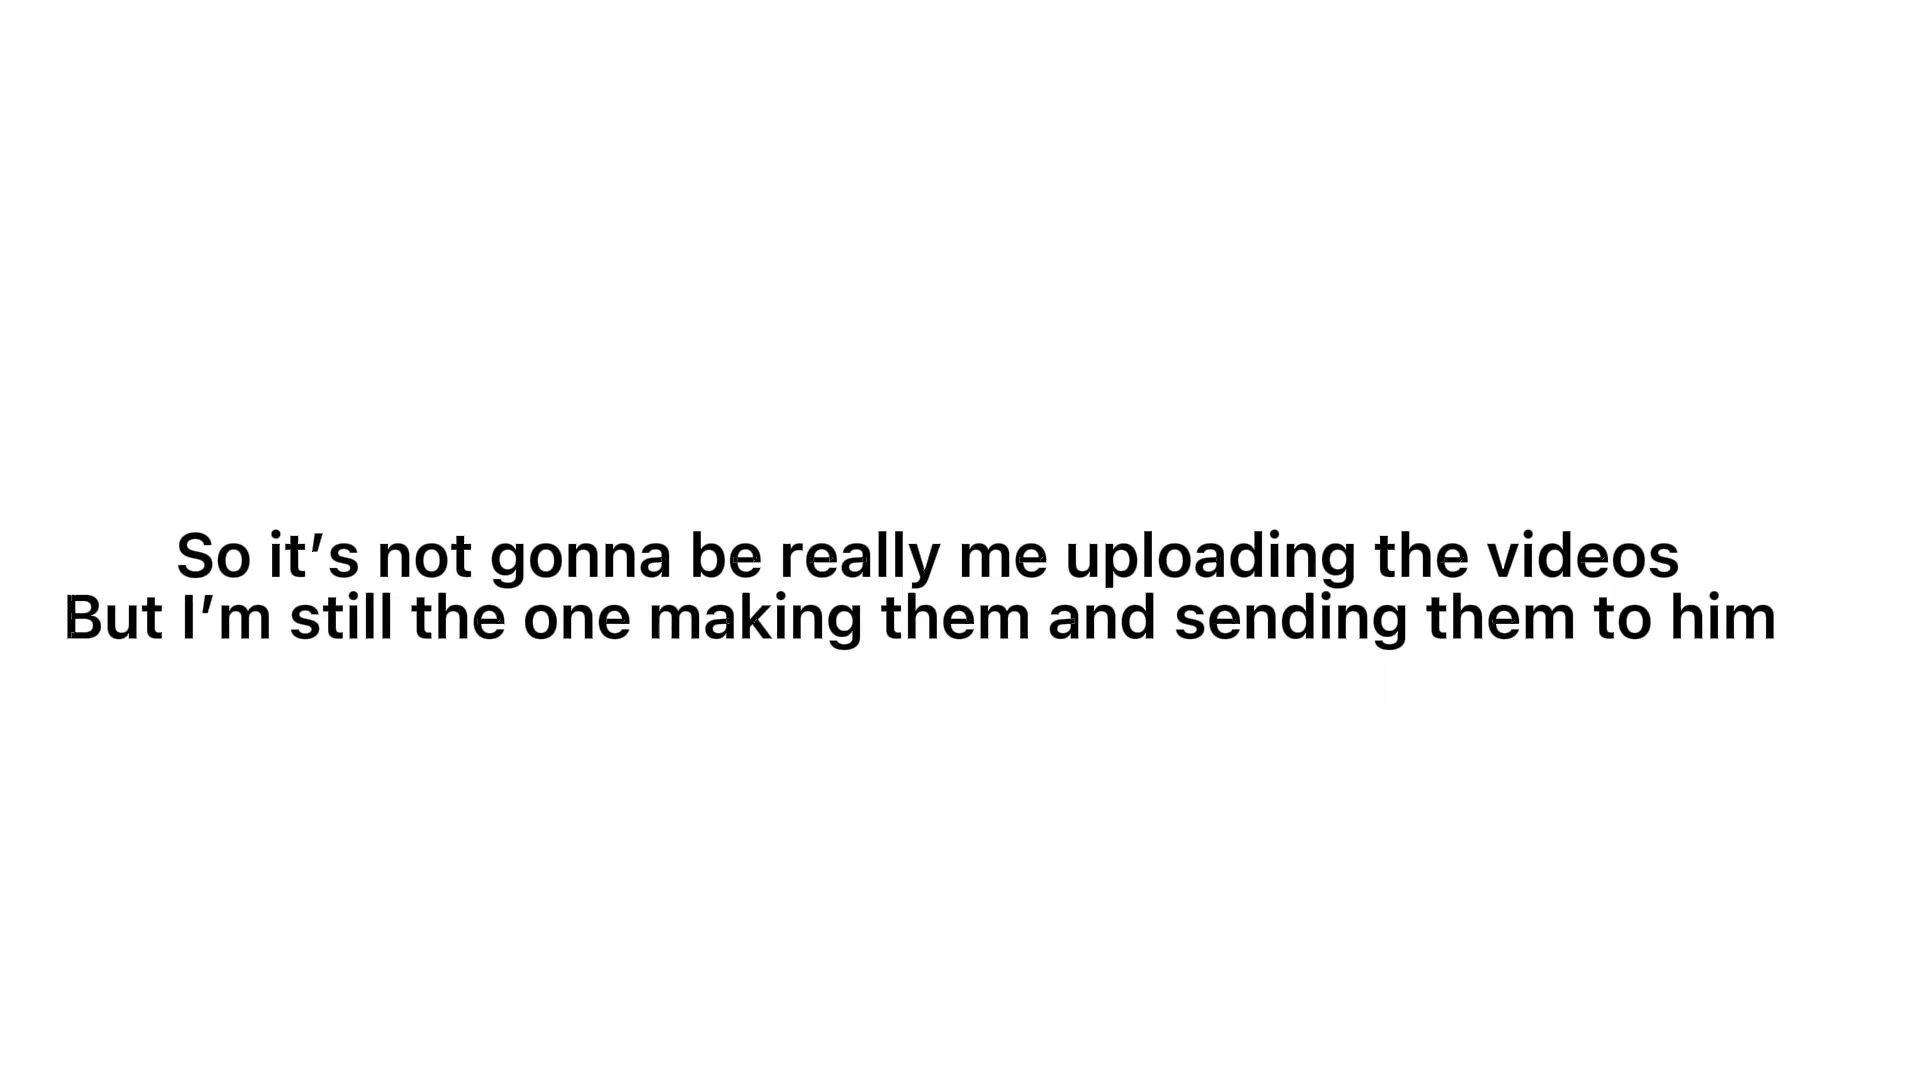 So it’s not gonna be really me uploading the videos
But I’m still the one making them and sending them to him